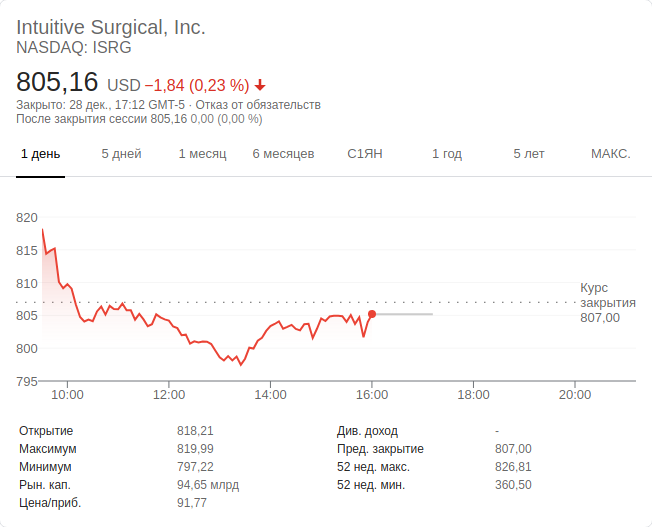 Intuitive Surgical, Inc.
NASDAQ: ISRG
805,16 USD −1,84 (0,23 %)
Закрыто: 28 дек., 17:12 GMT-5 · Отказ от обязательств
После закрытия сессии 805,16 0,00 (0,00 %)
1 день 5 дней 1 месяц 6 месяцев С1ЯН 1 год 5 лет МАКС.
820
815
810
805
800
795
Курс
закрытия
807,00
10:00 12:00 14:00 16:00 18:00 20:00
Открытие 818,21 Див. доход -
Максимум 819,99 Пред. закрытие 807,00
Минимум 797,22 52 нед. макс. 826,81
Рын. кап. 94,65 млрд 52 нед. мин. 360,50
Цена/приб. 91,77